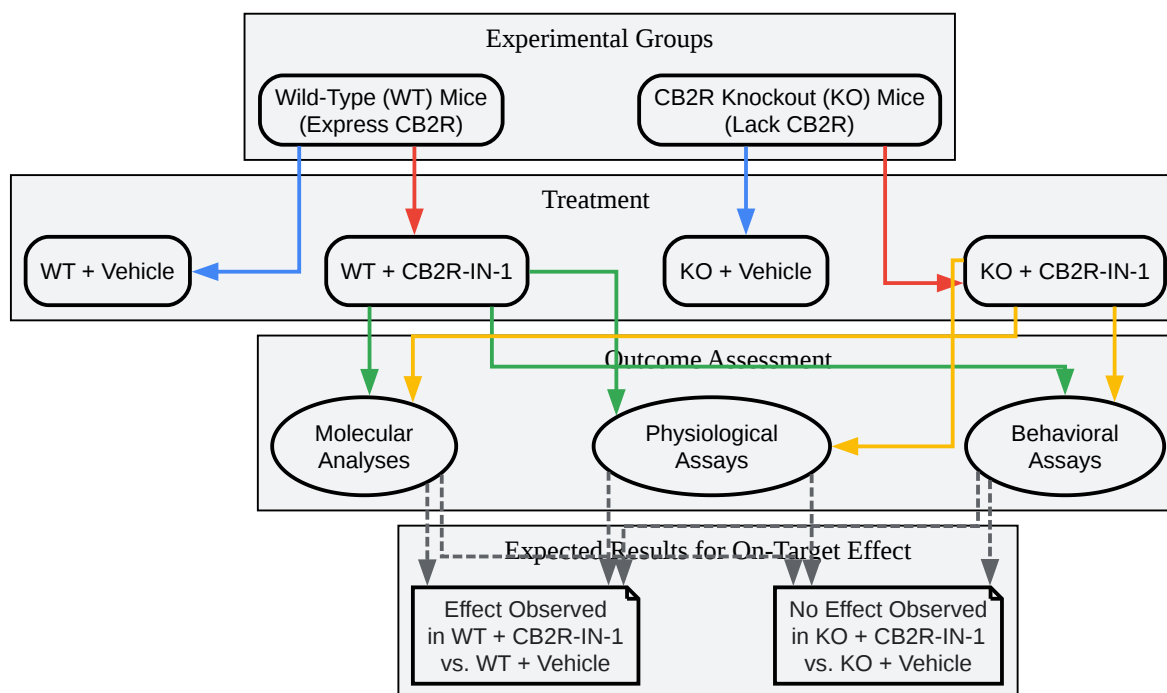 Experimental Groups
Wild-Type (WT) Mice
(Express CB2R)
CB2R Knockout (KO) Mice
(Lack CB2R)
Treatment
WT + Vehicle
WT + CB2R-IN-1
KO + Vehicle
KO + CB2R-IN-1
Outcome Assessment
Molecular
Analyses
Physiological
Assays
Behavioral
Assays
Expected Results for On-Target Effect
Effect Observed
in WT + CB2R-IN-1
vs. WT + Vehicle
No Effect Observed
in KO + CB2R-IN-1
vs. KO + Vehicle